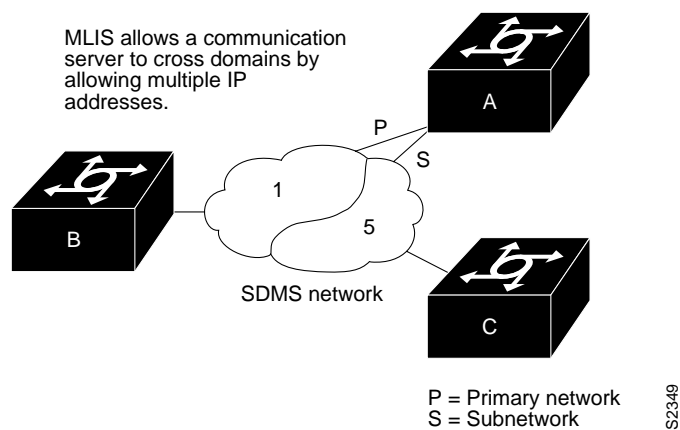 MLIS allows a communication
server to cross domains by
allowing multiple IP
addresses.
A
P
S
1
B
5
SDMS network
C
P = Primary network
S = Subnetwork
S2349